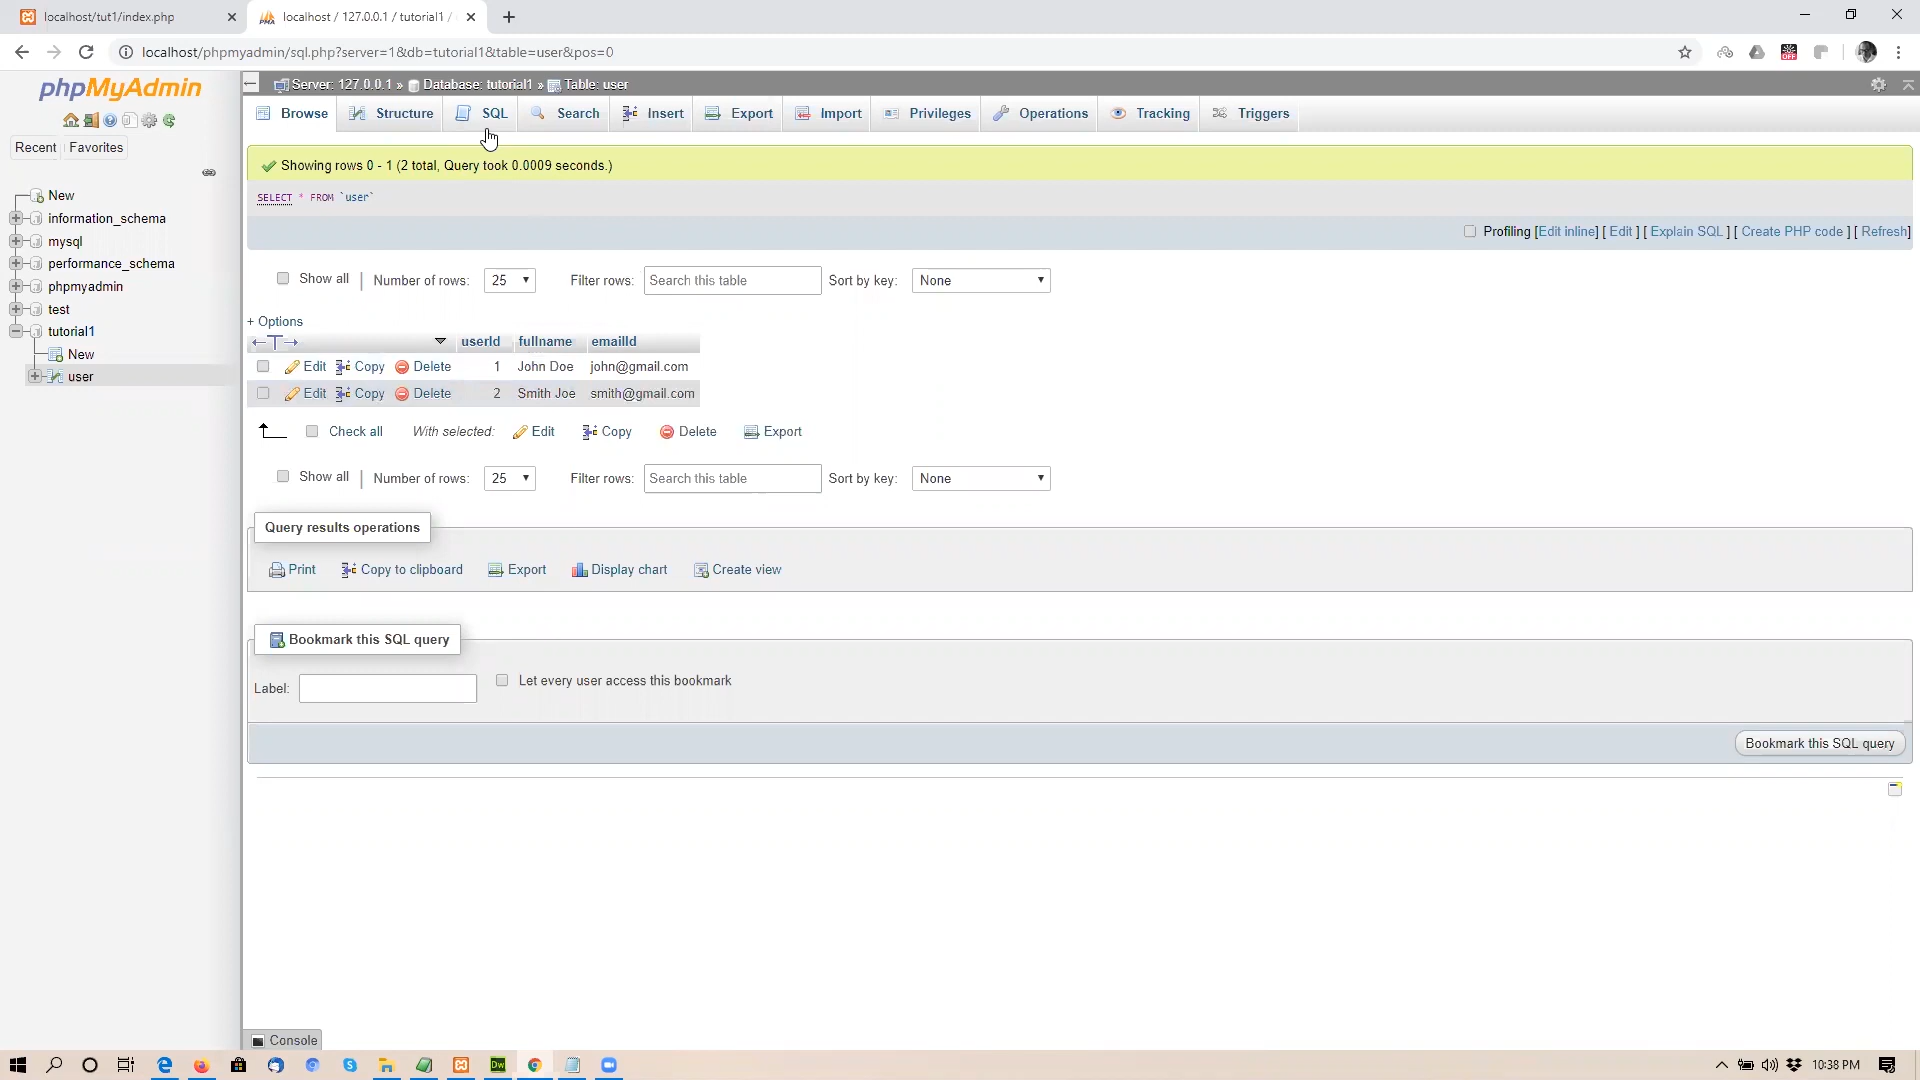 localhost/tut1/index.php
localhost / 127.0.0.1 / tutorial1 /
localhost/phpmyadmin/sql.php?server=1&db=tutorial1&table=user&pos=0
OFF
phpMyAdmin
Recent
Favorites
New
information_schema
mysql
performance_schema
phpmyadmin
test
tutorial1
New
user
Server: 127.0.0.1 » Database: tutorial1 » Table: user
Browse Structure SQL Search Insert Export Import Privileges Operations Tracking Triggers
Showing rows 0 - 1 (2 total, Query took 0.0009 seconds.)
SELECT * FROM `user`
Profiling [Edit inline] [ Edit ] [ Explain SQL ] [ Create PHP code ] [ Refresh]
Show all | Number of rows: 25 Filter rows: Search this table Sort by key: None
+ Options
←T→ userId fullname emailId
Edit Copy Delete 1 John Doe john@gmail.com
Edit Copy Delete 2 Smith Joe smith@gmail.com
Check all With selected: Edit Copy Delete Export
Show all | Number of rows: 25 Filter rows: Search this table Sort by key: None
Query results operations
Print Copy to clipboard Export Display chart Create view
Bookmark this SQL query
Label: Let every user access this bookmark
Bookmark this SQL query
Console
Dw
10:38 PM